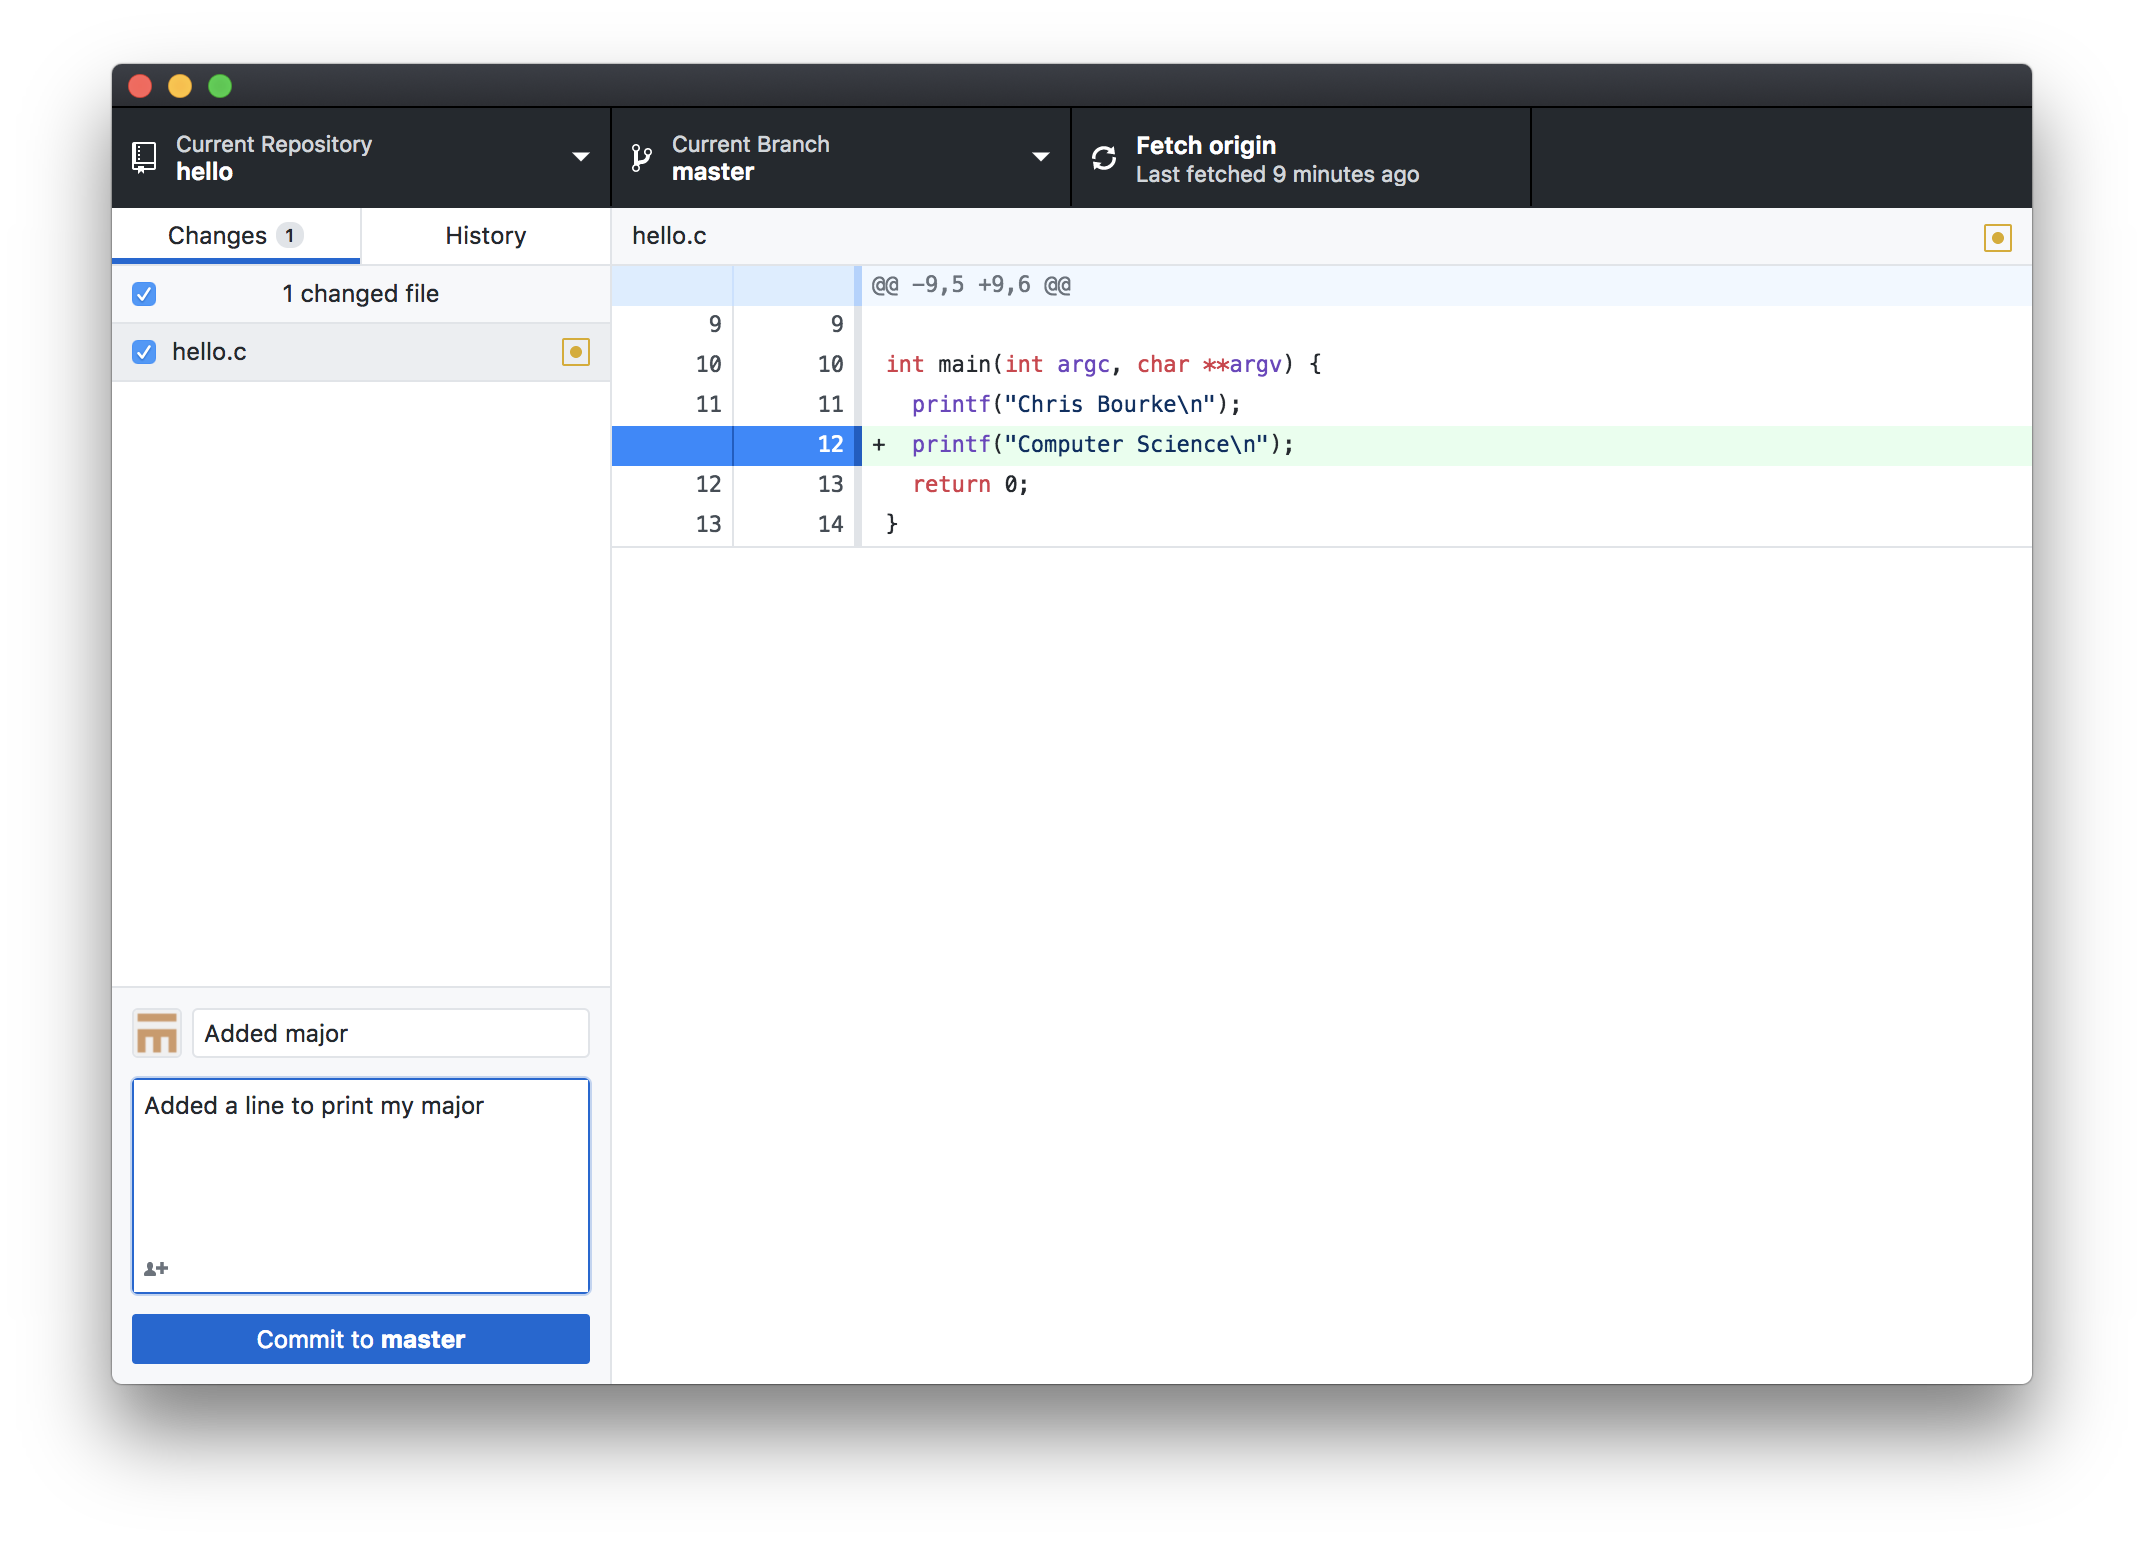 Current Repository
hello
Current Branch
master
Fetch origin
Last fetched 9 minutes ago
Changes 1
History
hello.c
1 changed file
hello.c
@@ -9,5 +9,6 @@
9 9
10 10 int main(int argc, char **argv) {
11 11 printf("Chris Bourke\n");
12 + printf("Computer Science\n");
12 13 return 0;
13 14 }
Added major
Added a line to print my major
Commit to master